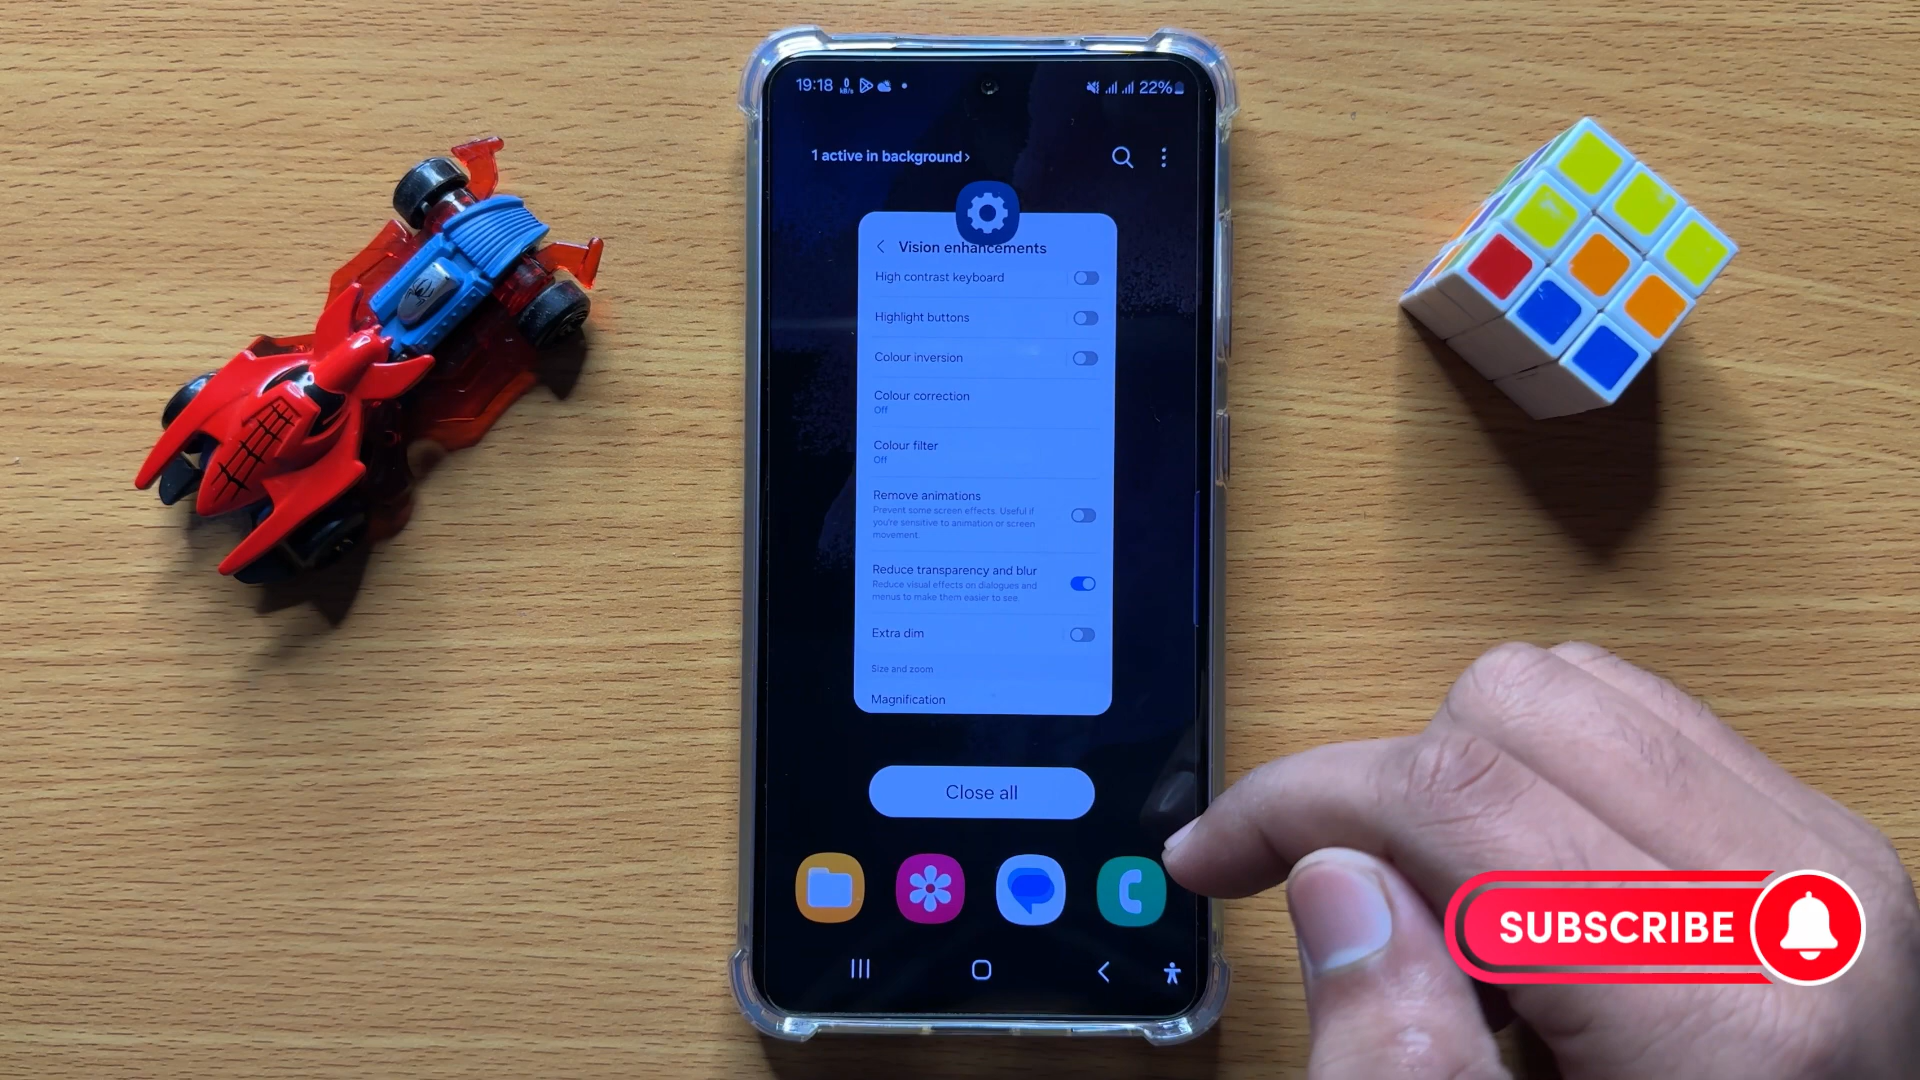 19:18
0
kB/s
22%
1 active in background >
Vision enhancements
High contrast keyboard
Highlight buttons
Colour inversion
Colour correction
Off
Colour filter
Off
Remove animations
Prevent some screen effects. Useful if
you're sensitive to animation or screen
movement.
Reduce transparency and blur
Reduce visual effects on dialogues and
menus to make them easier to see.
Extra dim
Size and zoom
Magnification
Close all
SUBSCRIBE